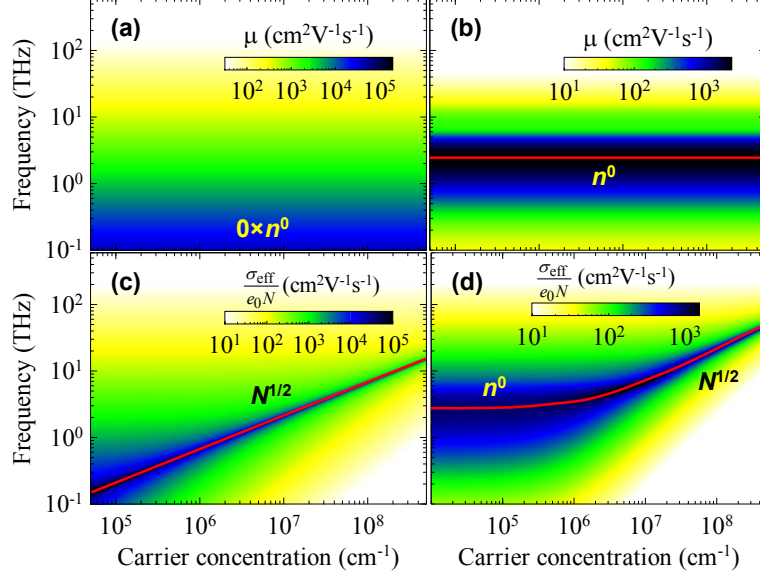 (a)
μ (cm²V⁻¹s⁻¹)
10² 10³ 10⁴ 10⁵
0×n⁰
Frequency (THz)
10²
10¹
10⁰
10⁻¹
(b)
μ (cm²V⁻¹s⁻¹)
10¹ 10² 10³
n⁰
(c)
σeff/e₀N (cm²V⁻¹s⁻¹)
10¹ 10² 10³ 10⁴ 10⁵
N¹/²
Frequency (THz)
10²
10¹
10⁰
10⁻¹
10⁵ 10⁶ 10⁷ 10⁸
Carrier concentration (cm⁻¹)
(d)
σeff/e₀N (cm²V⁻¹s⁻¹)
10¹ 10² 10³
n⁰
N¹/²
10⁵ 10⁶ 10⁷ 10⁸
Carrier concentration (cm⁻¹)